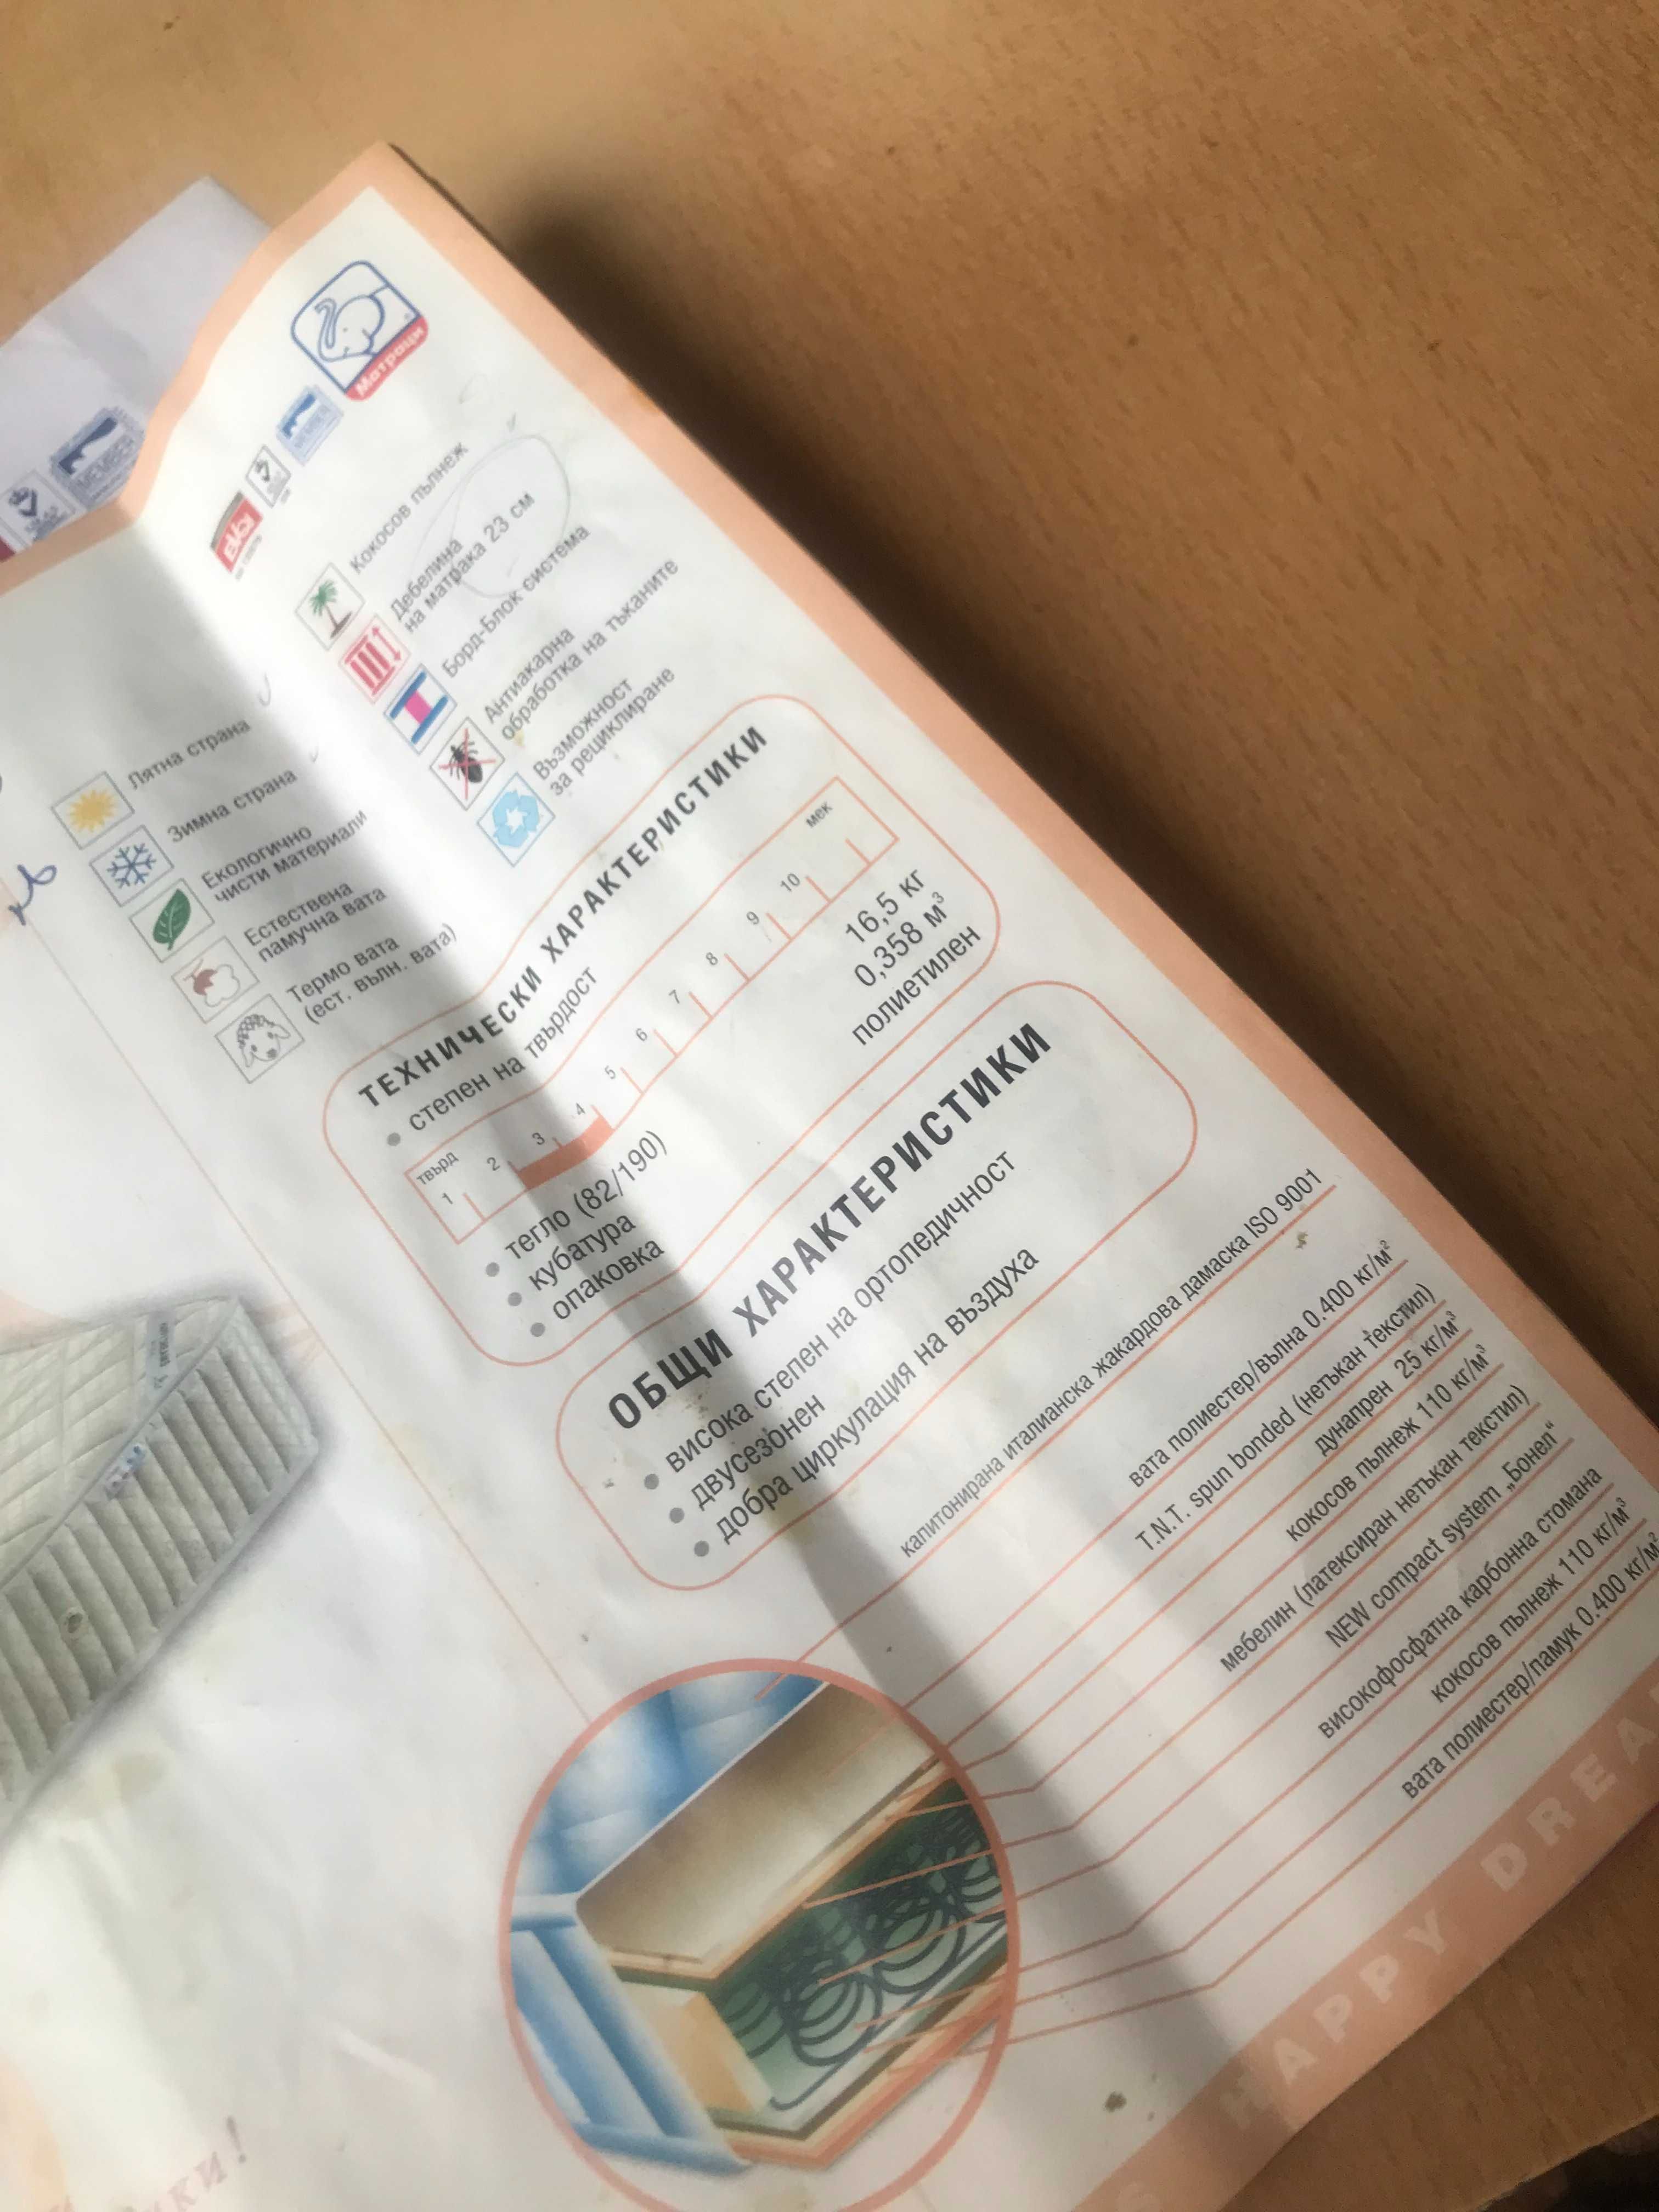 Матраци
MEMBER
Лятна страна
Зимна страна
Екологично
чисти материали
Естествена
памучна вата
Термо вата
(ест. вълн. вата)
Кокосов пълнеж
Дебелина
на матрака 23 см
Борд-Блок система
Антиакарна
обработка на тъканите
Възможност
за рециклиране
ТЕХНИЧЕСКИ ХАРАКТЕРИСТИКИ
• степен на твърдост
твърд мек
1 2 3 4 5 6 7 8 9 10
• тегло (82/190) 16,5 кг
• кубатура 0,358 м³
• опаковка полиетилен
ОБЩИ ХАРАКТЕРИСТИКИ
• висока степен на ортопедичност
• двусезонен
• добра циркулация на въздуха
капитонирана италианска жакардова дамаска ISO 9001
вата полиестер/вълна 0.400 кг/м²
T.N.T. spun bonded (нетъкан текстил)
дунапрен 25 кг/м³
кокосов пълнеж 110 кг/м³
мебелин (латексиран нетъкан текстил)
NEW compact system „Бонел“
високофосфатна карбонна стомана
кокосов пълнеж 110 кг/м³
вата полиестер/памук 0.400 кг/м²
HAPPY